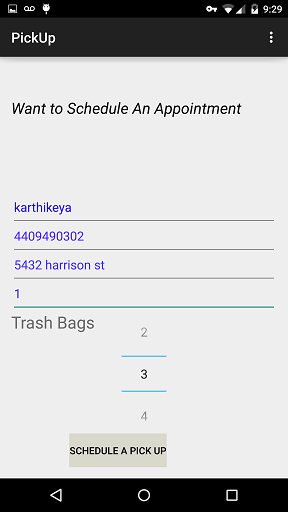 9:29
PickUp
Want to Schedule An Appointment
karthikeya
4409490302
5432 harrison st
1
Trash Bags
2
3
4
SCHEDULE A PICK UP